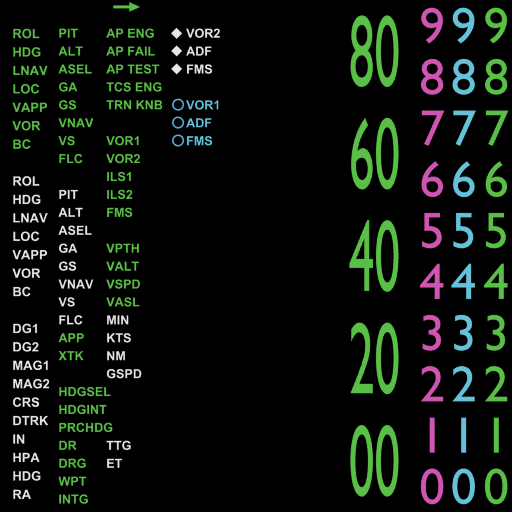 ROL
HDG
LNAV
LOC
VAPP
VOR
BC
ROL
HDG
LNAV
LOC
VAPP
VOR
BC
DG1
DG2
MAG1
MAG2
CRS
DTRK
IN
HPA
HDG
RA
PIT
ALT
ASEL
GA
GS
VNAV
VS
FLC
PIT
ALT
ASEL
GA
GS
VNAV
VS
FLC
APP
XTK
HDGSEL
HDGINT
PRCHDG
DR
DRG
WPT
INTG
AP ENG
AP FAIL
AP TEST
TCS ENG
TRN KNB
VOR1
VOR2
ILS1
ILS2
FMS
VPTH
VALT
VSPD
VASL
MIN
KTS
NM
GSPD
TTG
ET
VOR2
ADF
FMS
VOR1
ADF
FMS
80
60
40
20
00
9 9 9
8 8 8
7 7 7
6 6 6
5 5 5
4 4 4
3 3 3
2 2 2
1 1 1
0 0 0